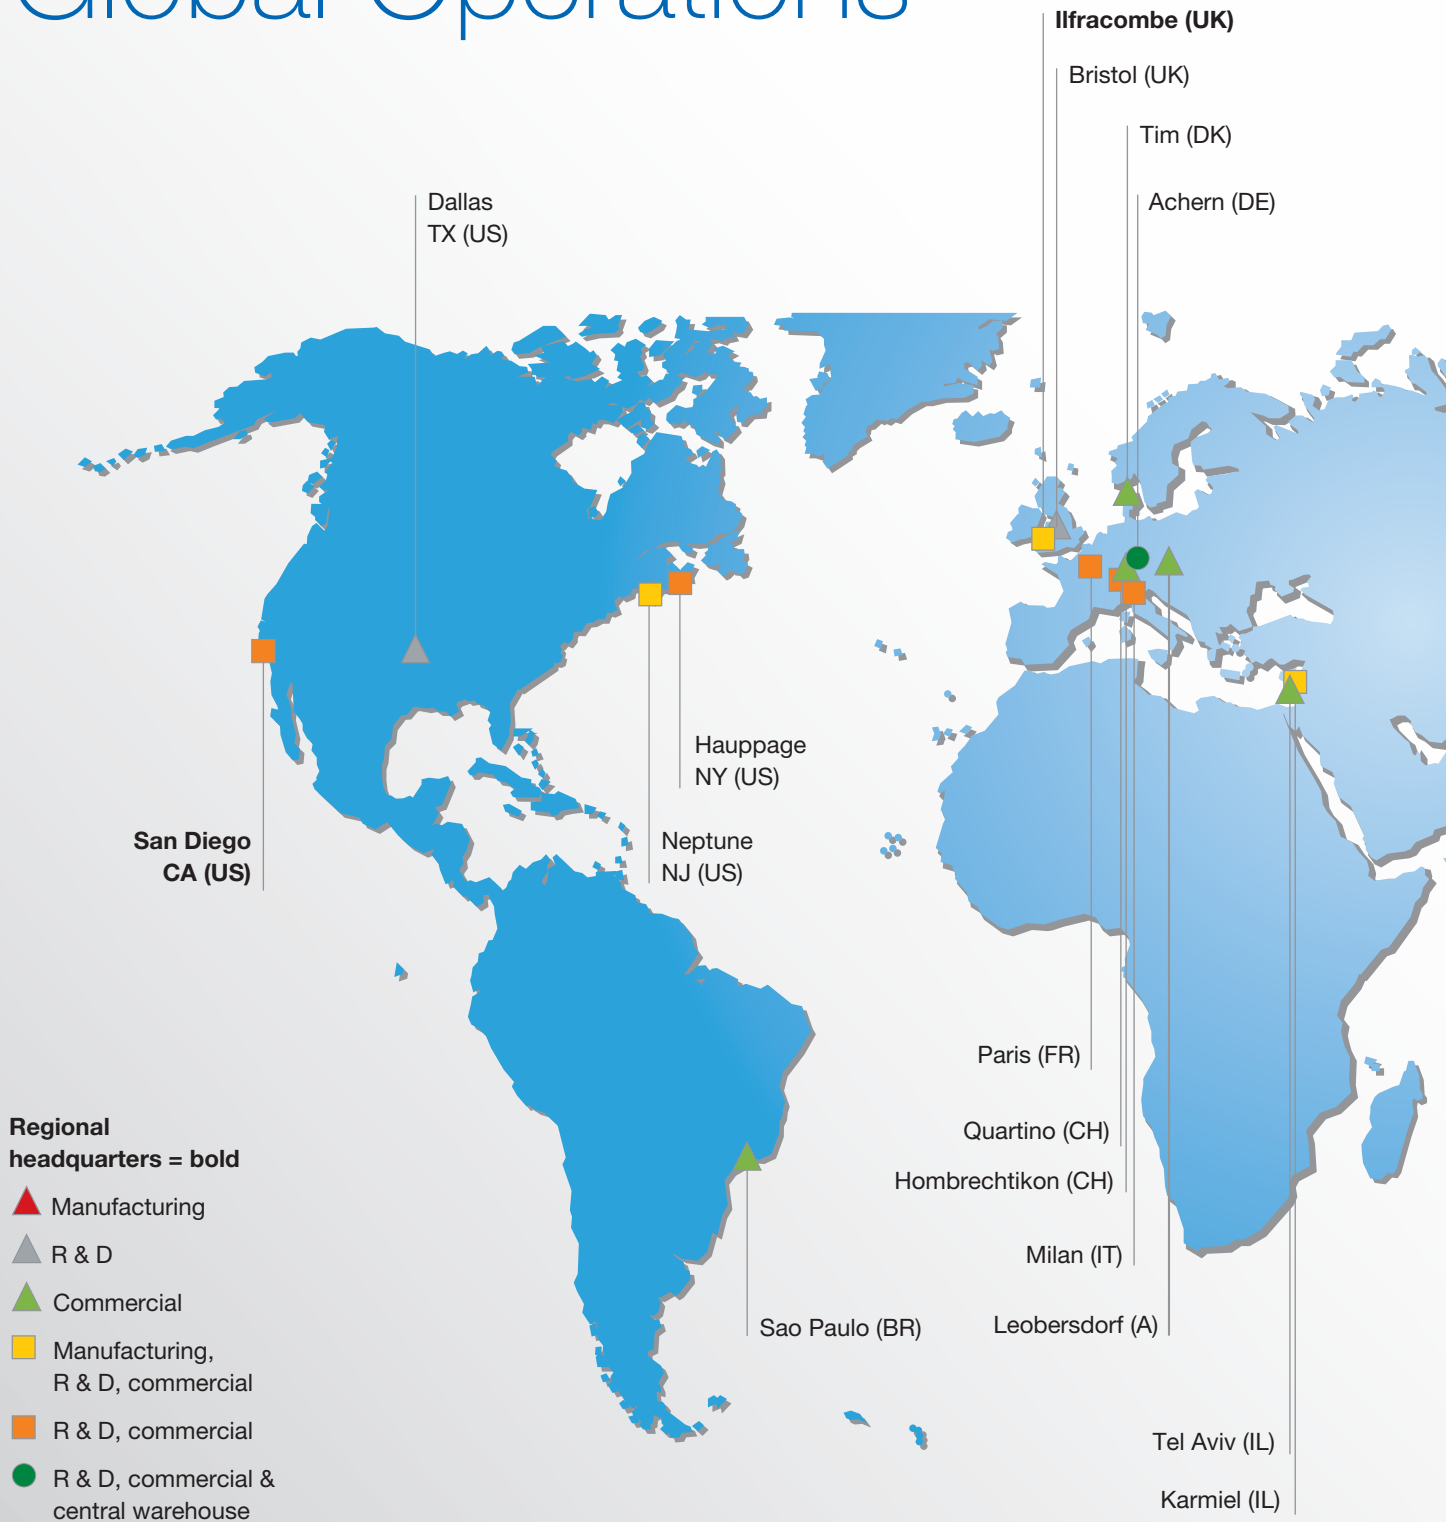 Global Operations
Ilfracombe (UK)
Bristol (UK)
Tim (DK)
Achern (DE)
Dallas
TX (US)
Hauppage
NY (US)
San Diego
CA (US)
Neptune
NJ (US)
Paris (FR)
Quartino (CH)
Hombrechtikon (CH)
Milan (IT)
Leobersdorf (A)
Sao Paulo (BR)
Tel Aviv (IL)
Karmiel (IL)
Regional
headquarters = bold
Manufacturing
R & D
Commercial
Manufacturing,
R & D, commercial
R & D, commercial
R & D, commercial &
central warehouse